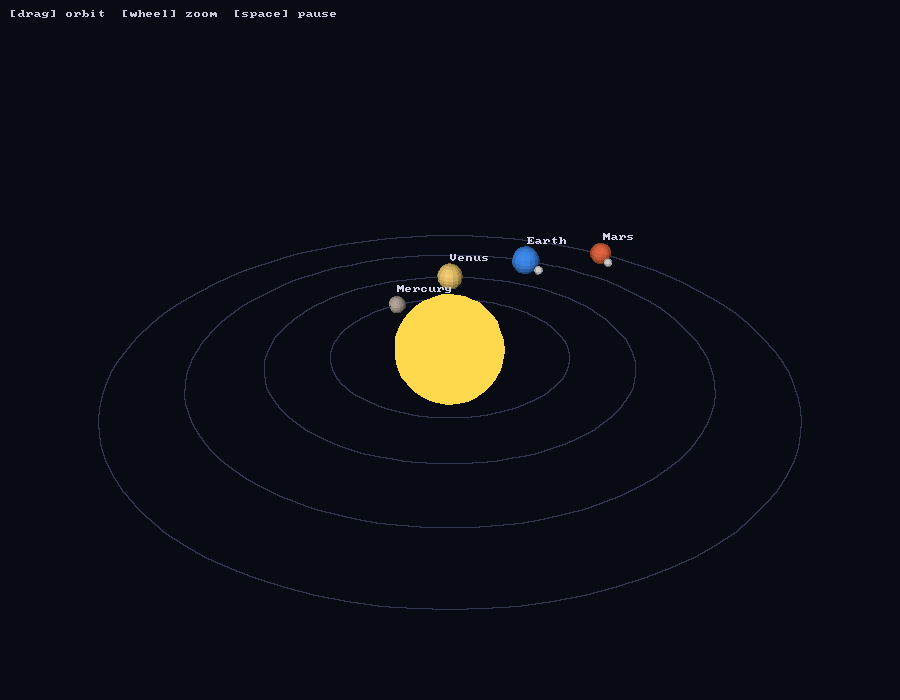 [drag] orbit  [wheel] zoom  [space] pause
Mars
Earth
Venus
Mercury